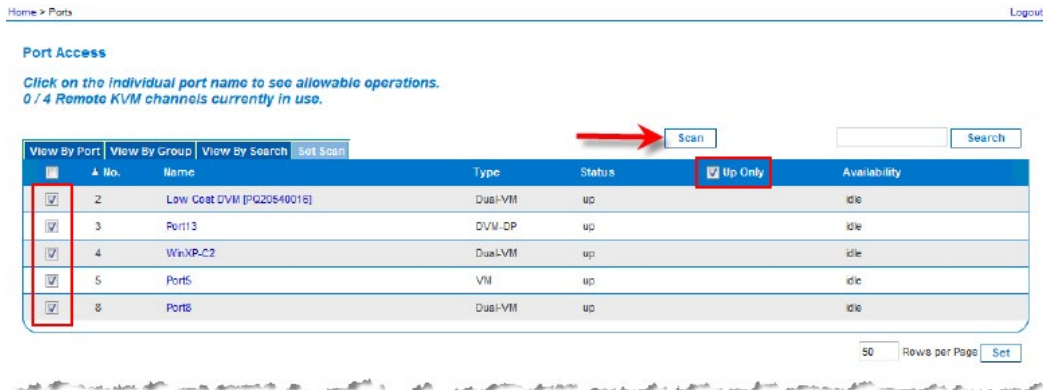 Home > Ports Logout
Port Access
Click on the individual port name to see allowable operations.
0 / 4 Remote KVM channels currently in use.
Scan Search
View By Port View By Group View By Search Set Scan
No. Name Type Status Up Only Availability
2 Low Cost DVM [PQ20540016] Dual-VM up idle
3 Port13 DVM-DP up idle
4 WinXP-C2 Dual-VM up idle
5 Port5 VM up idle
8 Port8 Dual-VM up idle
50 Rows per Page Set